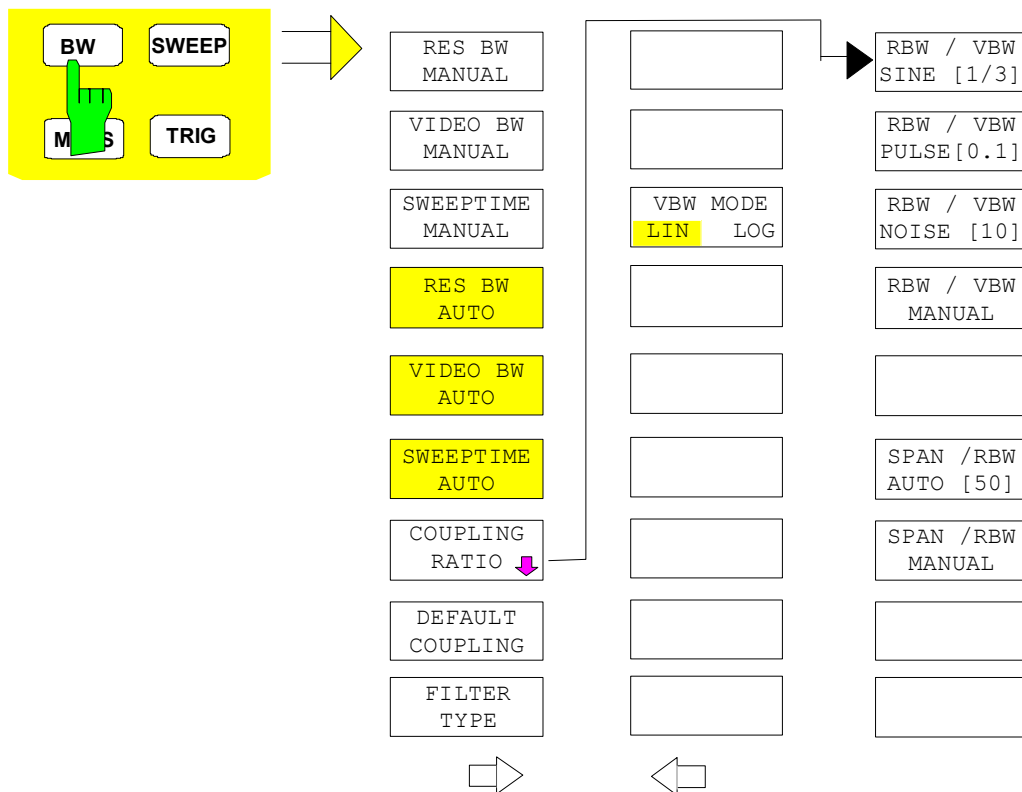 BW
SWEEP
TRIG
RES BW
MANUAL
VIDEO BW
MANUAL
SWEEPTIME
MANUAL
RES BW
AUTO
VIDEO BW
AUTO
SWEEPTIME
AUTO
COUPLING
RATIO
DEFAULT
COUPLING
FILTER
TYPE
VBW MODE
LIN LOG
RBW / VBW
SINE [1/3]
RBW / VBW
PULSE[0.1]
RBW / VBW
NOISE [10]
RBW / VBW
MANUAL
SPAN /RBW
AUTO [50]
SPAN /RBW
MANUAL